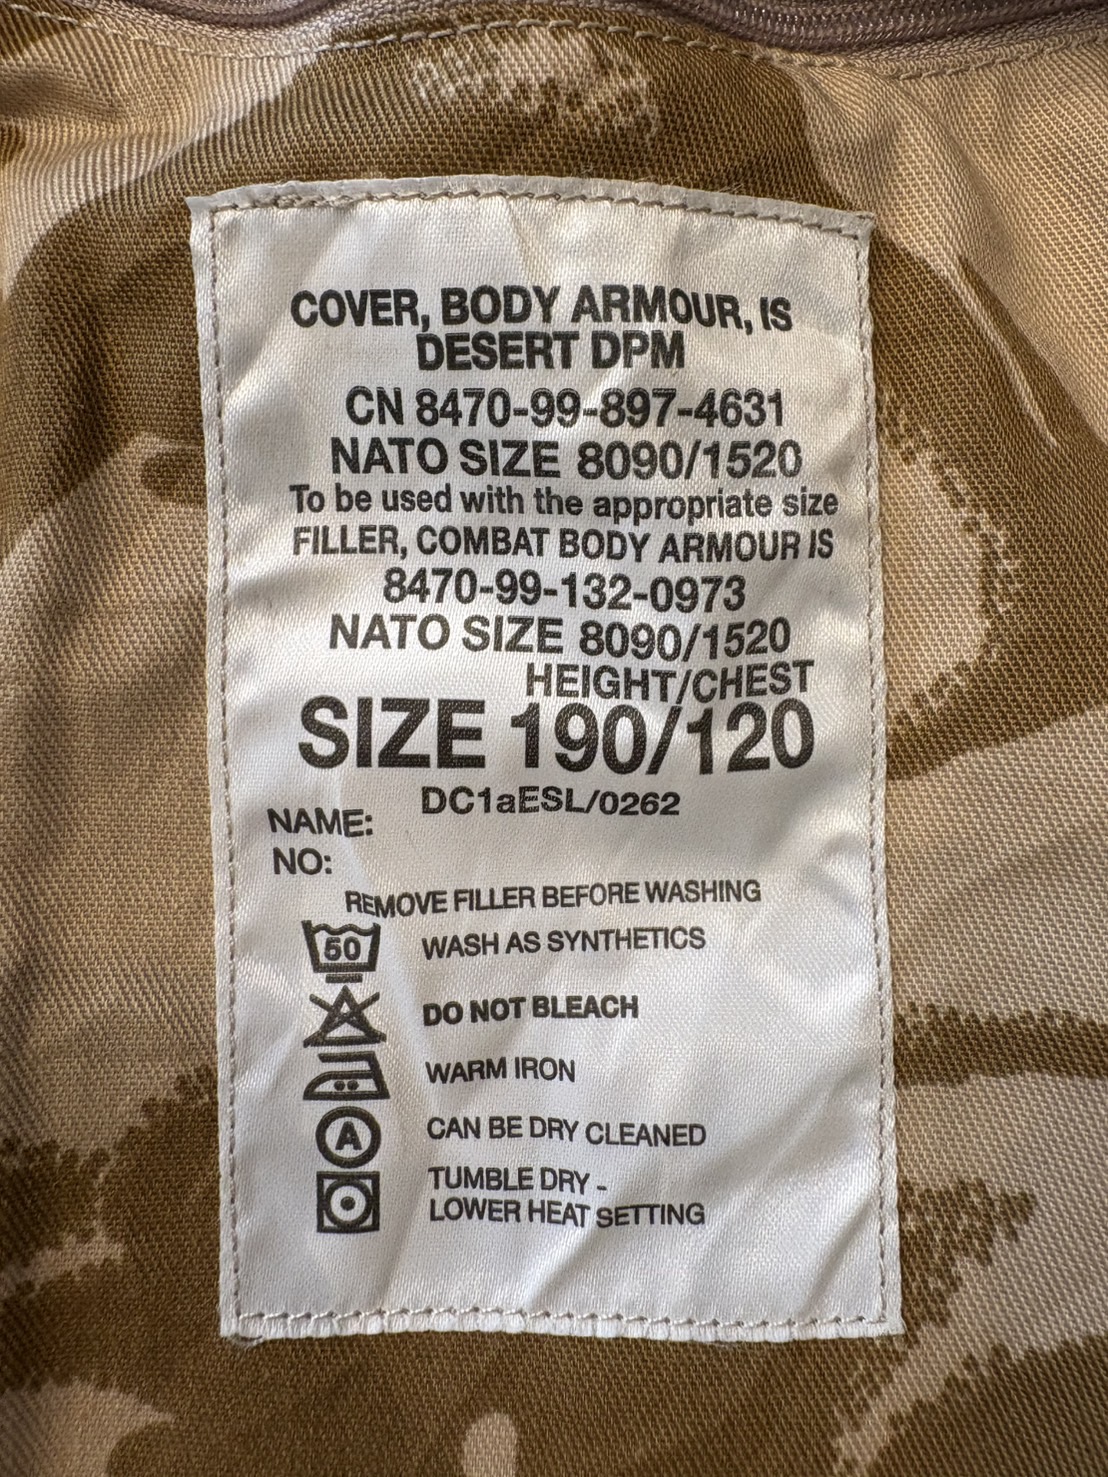 COVER, BODY ARMOUR, IS
DESERT DPM
CN 8470-99-897-4631
NATO SIZE 8090/1520
To be used with the appropriate size
FILLER, COMBAT BODY ARMOUR IS
8470-99-132-0973
NATO SIZE 8090/1520
HEIGHT/CHEST
SIZE 190/120
DC1aESL/0262
NAME:
NO:
REMOVE FILLER BEFORE WASHING
50 WASH AS SYNTHETICS
DO NOT BLEACH
WARM IRON
A CAN BE DRY CLEANED
TUMBLE DRY -
LOWER HEAT SETTING